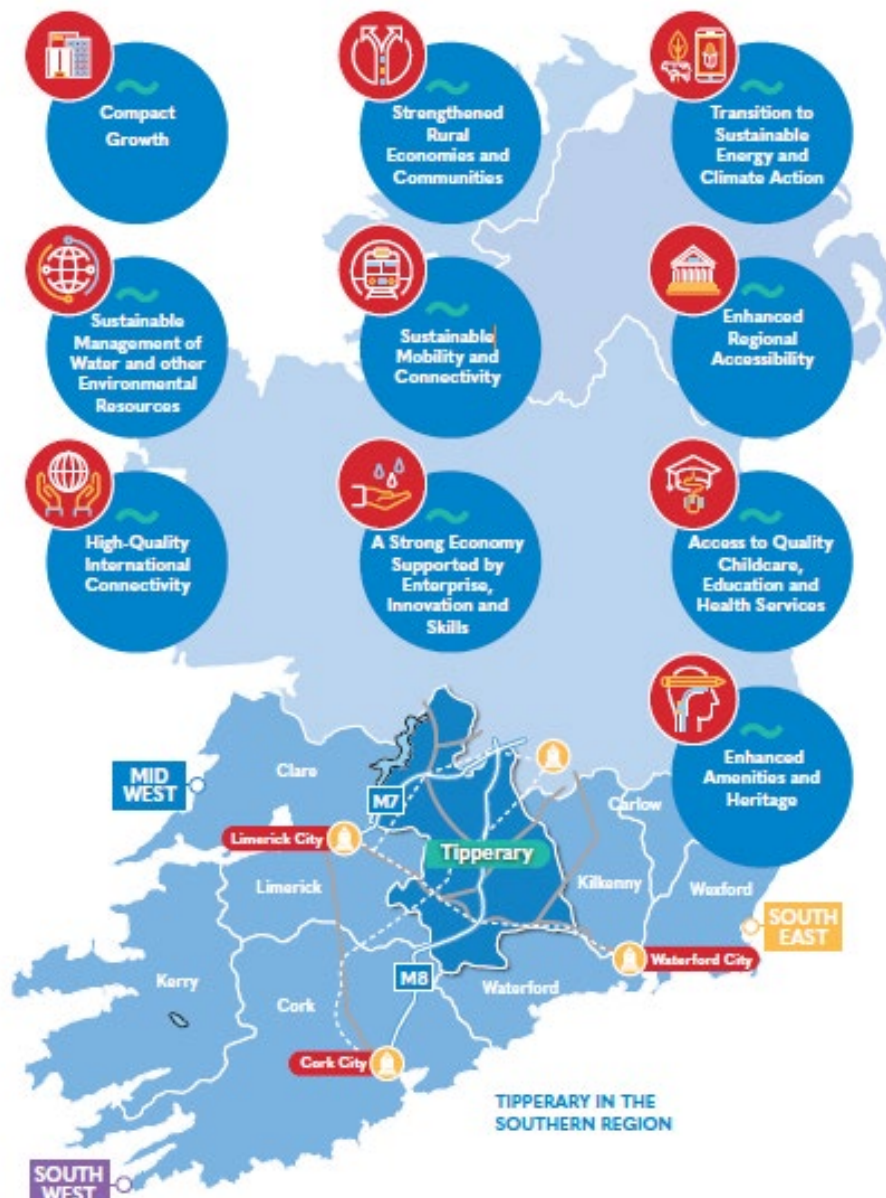 Compact
Growth
Strengthened
Rural
Economies and
Communities
Transition to
Sustainable
Energy and
Climate Action
Sustainable
Management of
Water and other
Environmental
Resources
Sustainable
Mobility and
Connectivity
Enhanced
Regional
Accessibility
High-Quality
International
Connectivity
A Strong Economy
Supported by
Enterprise,
Innovation and
Skills
Access to Quality
Childcare,
Education and
Health Services
Enhanced
Amenities and
Heritage
MID
WEST
Clare
M7
Carlow
Limerick City
Tipperary
Limerick
Kilkenny
Wexford
SOUTH
EAST
Waterford City
Kerry
Cork
M8
Waterford
Cork City
TIPPERARY IN THE
SOUTHERN REGION
SOUTH
WEST